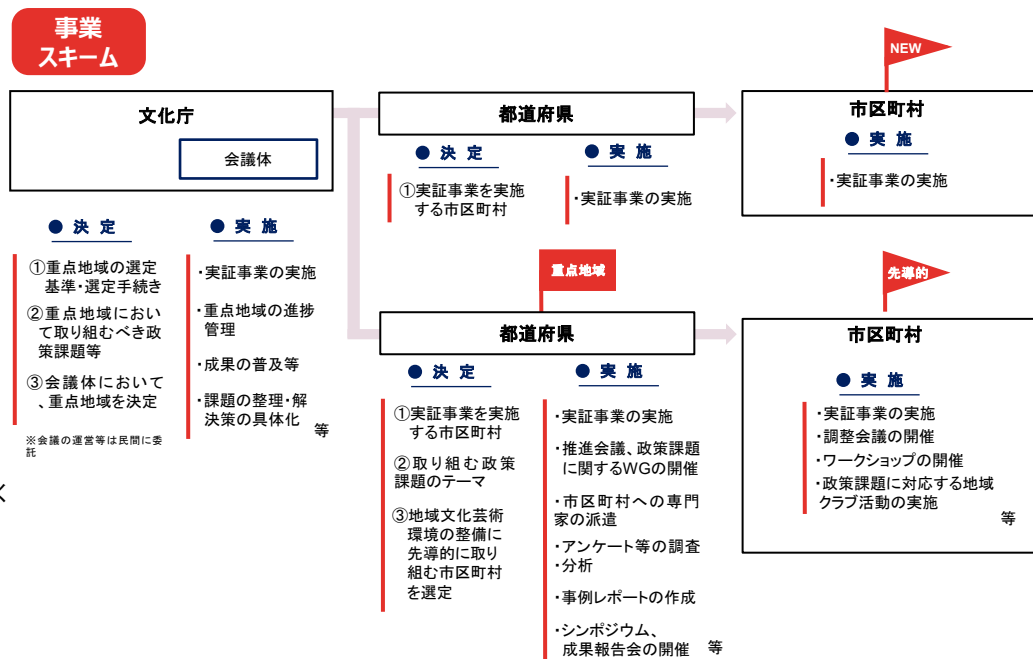 事業
スキーム
文化庁
会議体
● 決 定
①重点地域の選定
基準・選定手続き
②重点地域におい
て取り組むべき政
策課題等
③会議体において
、重点地域を決定
※会議の運営等は民間に委
託
● 実 施
・実証事業の実施
・重点地域の進捗
管理
・成果の普及等
・課題の整理・解
決策の具体化
等
都道府県
● 決 定
①実証事業を実施
する市区町村
● 実 施
・実証事業の実施
NEW
市区町村
● 実 施
・実証事業の実施
重点地域
都道府県
● 決 定
①実証事業を実施
する市区町村
②取り組む政策
課題のテーマ
③地域文化芸術
環境の整備に
先導的に取り
組む市区町村
を選定
● 実 施
・実証事業の実施
・推進会議、政策課題
に関するWGの開催
・市区町村への専門
家の派遣
・アンケート等の調査
・分析
・事例レポートの作成
・シンポジウム、
成果報告会の開催
等
先導的
市区町村
● 実 施
・実証事業の実施
・調整会議の開催
・ワークショップの開催
・政策課題に対応する地域
クラブ活動の実施
等